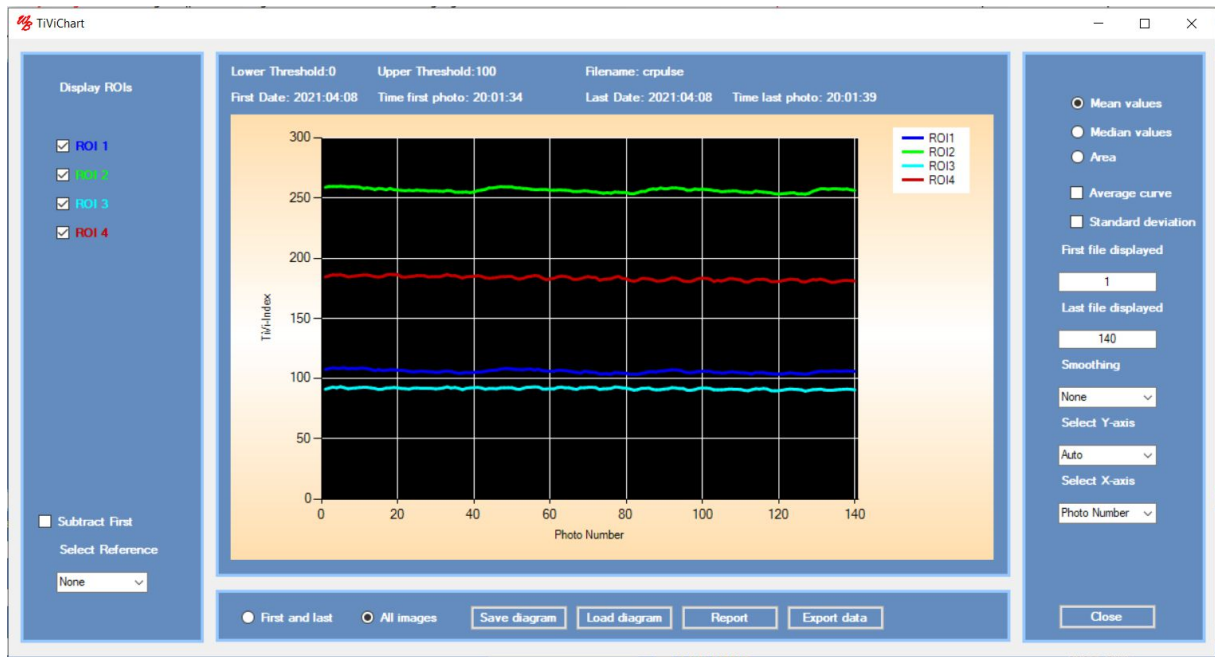 TiViChart
Display ROIs
ROI 1
ROI 2
ROI 3
ROI 4
Subtract First
Select Reference
None
Lower Threshold:0 Upper Threshold:100 Filename: crpulse
First Date: 2021:04:08 Time first photo: 20:01:34 Last Date: 2021:04:08 Time last photo: 20:01:39
300
250
200
150
100
50
0
TiVi-Index
0 20 40 60 80 100 120 140
Photo Number
ROI1
ROI2
ROI3
ROI4
First and last All images Save diagram Load diagram Report Export data
Mean values
Median values
Area
Average curve
Standard deviation
First file displayed
1
Last file displayed
140
Smoothing
None
Select Y-axis
Auto
Select X-axis
Photo Number
Close